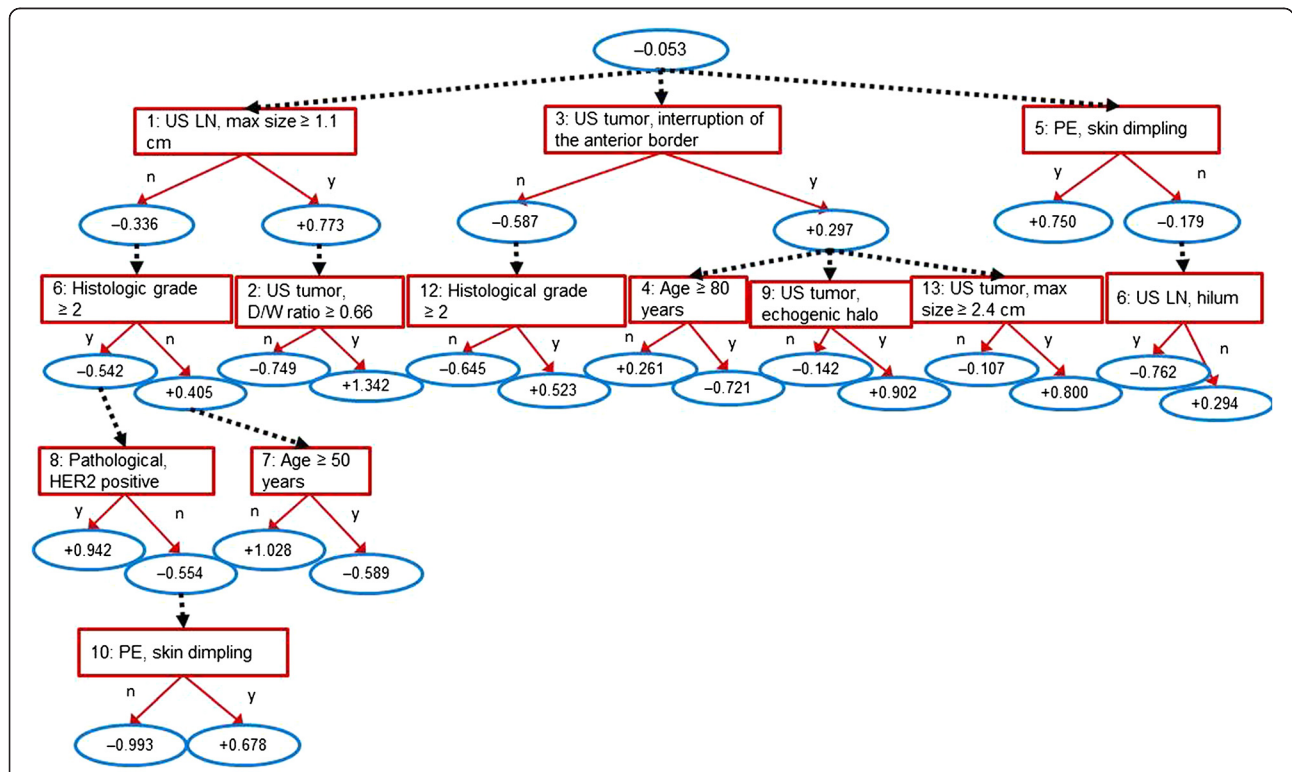 –0.053
1: US LN, max size ≥ 1.1
cm
3: US tumor, interruption of
the anterior border
5: PE, skin dimpling
n
y
n
y
y
n
–0.336
+0.773
–0.587
+0.297
+0.750
–0.179
6: Histologic grade
≥ 2
2: US tumor,
D/W ratio ≥ 0.66
12: Histological grade
≥ 2
4: Age ≥ 80
years
9: US tumor,
echogenic halo
13: US tumor, max
size ≥ 2.4 cm
6: US LN, hilum
y
n
n
y
n
y
n
y
n
y
n
y
y
n
–0.542
+0.405
–0.749
+1.342
–0.645
+0.523
+0.261
–0.721
–0.142
+0.902
–0.107
+0.800
–0.762
+0.294
8: Pathological,
HER2 positive
7: Age ≥ 50
years
y
n
n
y
+0.942
–0.554
+1.028
–0.589
10: PE, skin dimpling
n
y
–0.993
+0.678